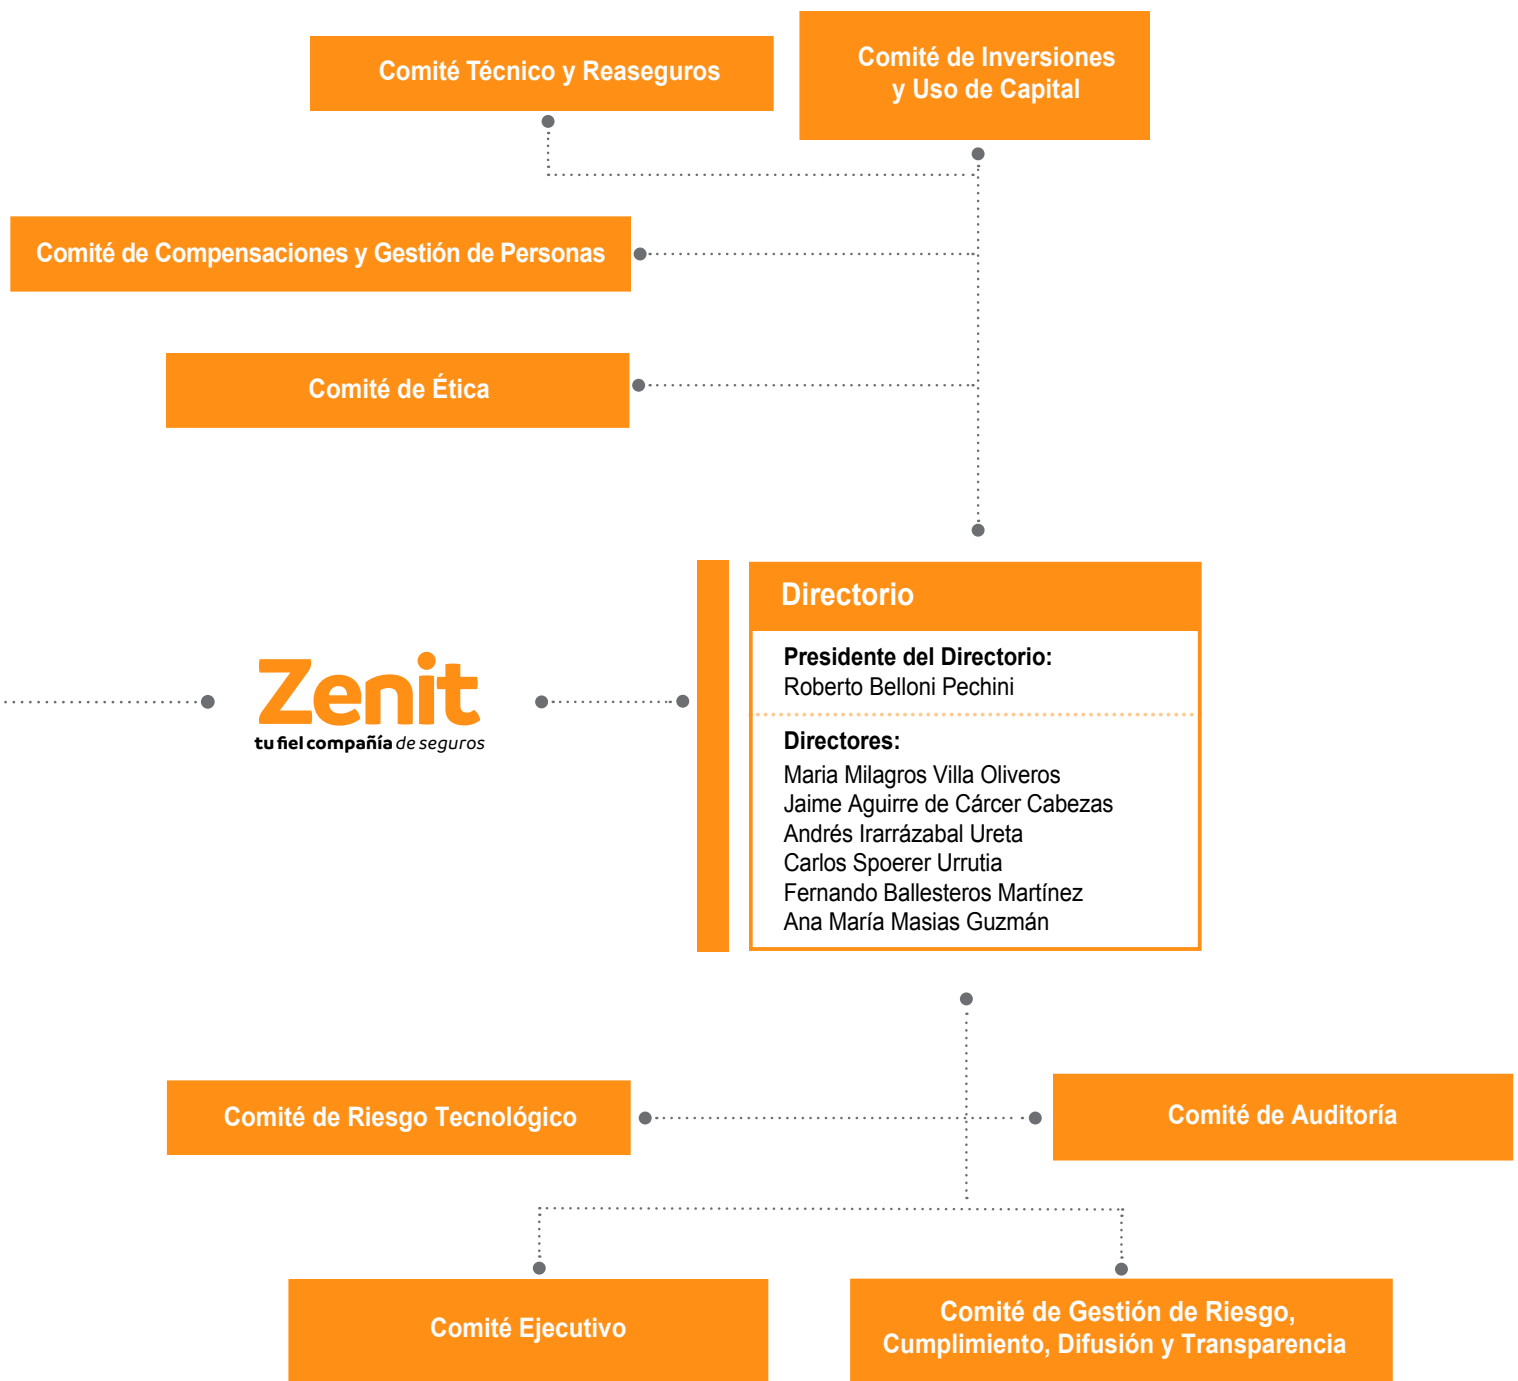 Comité Técnico y Reaseguros
Comité de Inversiones
y Uso de Capital
Comité de Compensaciones y Gestión de Personas
Comité de Ética
Zenit
tu fiel compañía de seguros
Directorio
Presidente del Directorio:
Roberto Belloni Pechini
Directores:
Maria Milagros Villa Oliveros
Jaime Aguirre de Cárcer Cabezas
Andrés Irarrázabal Ureta
Carlos Spoerer Urrutia
Fernando Ballesteros Martínez
Ana María Masias Guzmán
Comité de Riesgo Tecnológico
Comité de Auditoría
Comité Ejecutivo
Comité de Gestión de Riesgo,
Cumplimiento, Difusión y Transparencia